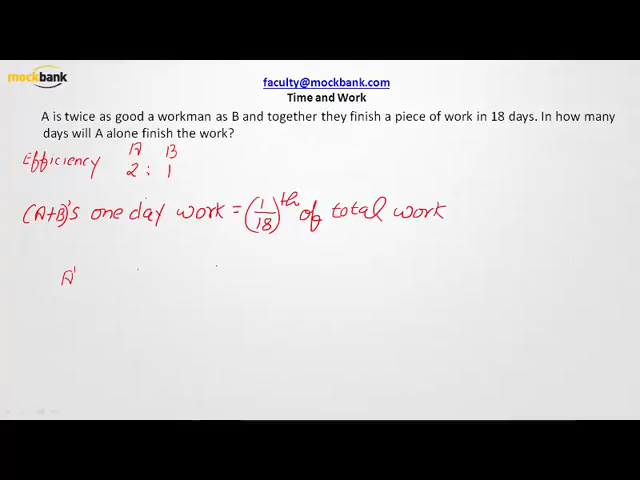 mockbank
faculty@mockbank.com
Time and Work
A is twice as good a workman as B and together they finish a piece of work in 18 days. In how many
days will A alone finish the work?
A B
Efficiency 2 : 1
(A+B)'s one day work = (1/18)th of total work
A'